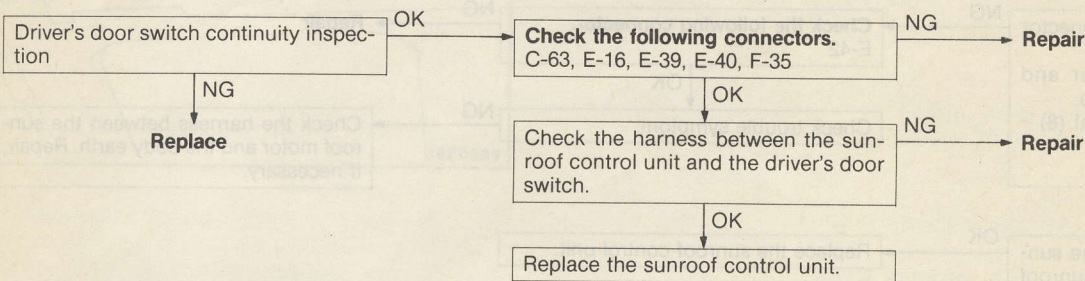 Driver's door switch continuity inspec-
tion
OK
NG
Replace
Check the following connectors.
C-63, E-16, E-39, E-40, F-35
NG
Repair
OK
Check the harness between the sun-
roof control unit and the driver's door
switch.
NG
Repair
OK
Replace the sunroof control unit.